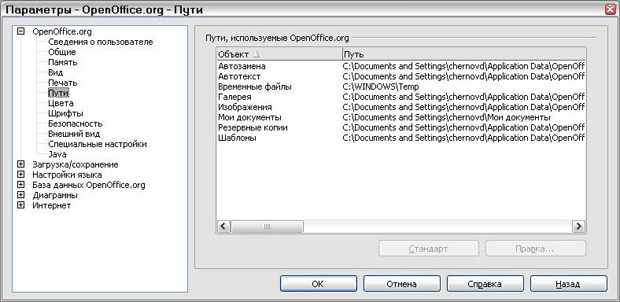 Параметры - OpenOffice.org - Пути
OpenOffice.org
Сведения о пользователе
Общие
Память
Вид
Печать
Пути
Цвета
Шрифты
Безопасность
Внешний вид
Специальные настройки
Java
Загрузка/сохранение
Настройки языка
База данных OpenOffice.org
Диаграммы
Интернет
Пути, используемые OpenOffice.org
Объект Путь
Автозамена C:\Documents and Settings\chernovd\Application Data\OpenOff
Автотекст C:\Documents and Settings\chernovd\Application Data\OpenOff
Временные файлы C:\WINDOWS\Temp
Галерея C:\Documents and Settings\chernovd\Application Data\OpenOff
Изображения C:\Documents and Settings\chernovd\Application Data\OpenOff
Мои документы C:\Documents and Settings\chernovd\Мои документы
Резервные копии C:\Documents and Settings\chernovd\Application Data\OpenOff
Шаблоны C:\Documents and Settings\chernovd\Application Data\OpenOff
Стандарт Правка...
ОК Отмена Справка Назад